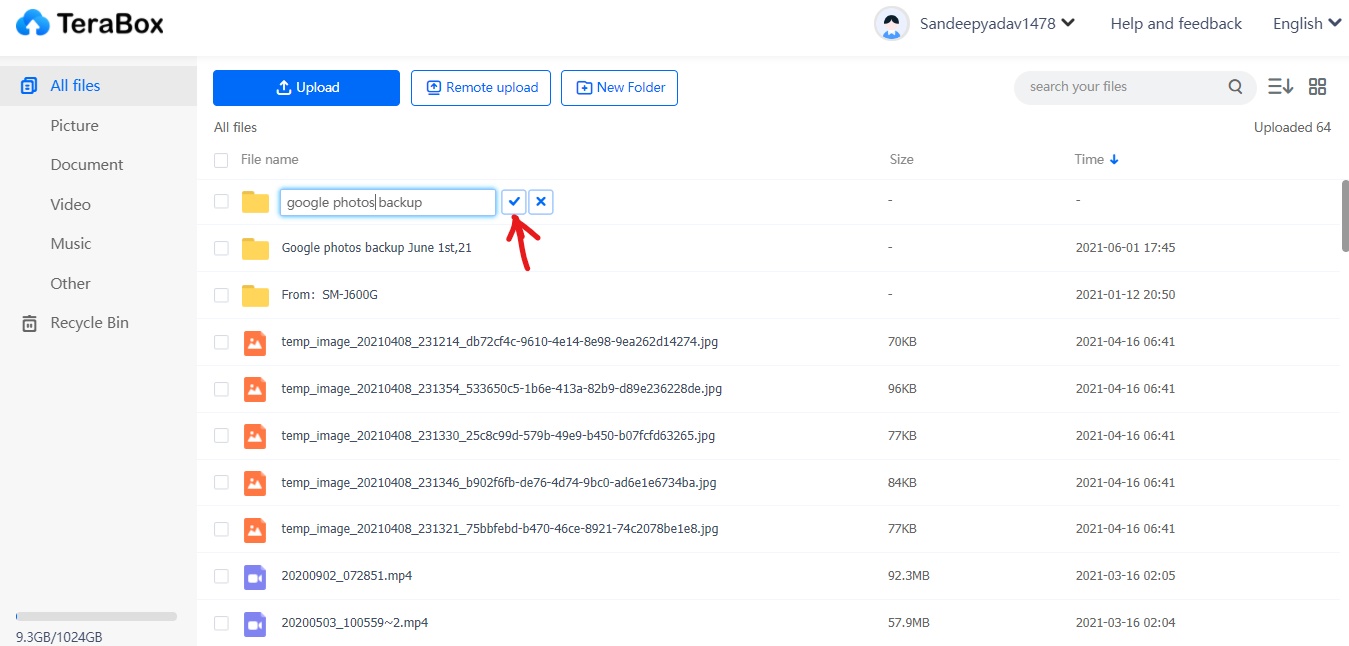 TeraBox
Sandeepyadav1478
Help and feedback
English
All files
Picture
Document
Video
Music
Other
Recycle Bin
9.3GB/1024GB
Upload
Remote upload
New Folder
search your files
All files
Uploaded 64
File name Size Time
google photos backup - -
Google photos backup June 1st,21 - 2021-06-01 17:45
From：SM-J600G - 2021-01-12 20:50
temp_image_20210408_231214_db72cf4c-9610-4e14-8e98-9ea262d14274.jpg 70KB 2021-04-16 06:41
temp_image_20210408_231354_533650c5-1b6e-413a-82b9-d89e236228de.jpg 96KB 2021-04-16 06:41
temp_image_20210408_231330_25c8c99d-579b-49e9-b450-b07fcfd63265.jpg 77KB 2021-04-16 06:41
temp_image_20210408_231346_b902f6fb-de76-4d74-9bc0-ad6e1e6734ba.jpg 84KB 2021-04-16 06:41
temp_image_20210408_231321_75bbfebd-b470-46ce-8921-74c2078be1e8.jpg 77KB 2021-04-16 06:41
20200902_072851.mp4 92.3MB 2021-03-16 02:05
20200503_100559~2.mp4 57.9MB 2021-03-16 02:04